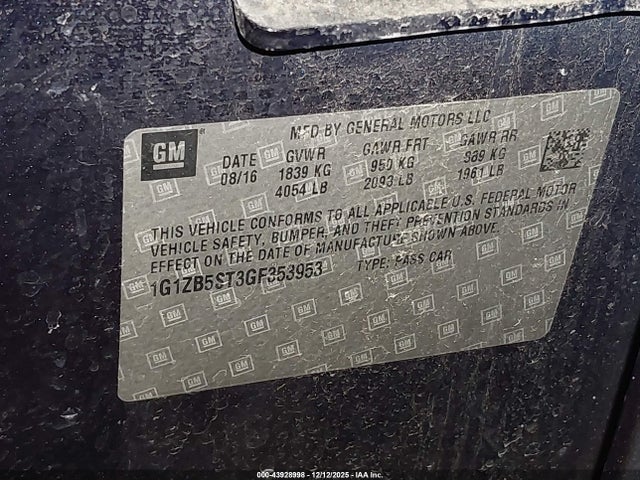 GM
MFD BY GENERAL MOTORS LLC
DATE GVWR GAWR FRT GAWR RR
08/16 1839 KG 950 KG 989 KG
4054 LB 2093 LB 1961 LB
THIS VEHICLE CONFORMS TO ALL APPLICABLE U.S. FEDERAL MOTOR
VEHICLE SAFETY, BUMPER, AND THEFT PREVENTION STANDARDS IN
EFFECT ON THE DATE OF MANUFACTURE SHOWN ABOVE.
1G1ZB5ST3GF353953 TYPE: PASS CAR
000-43928998 - 12/12/2025 - IAA Inc.